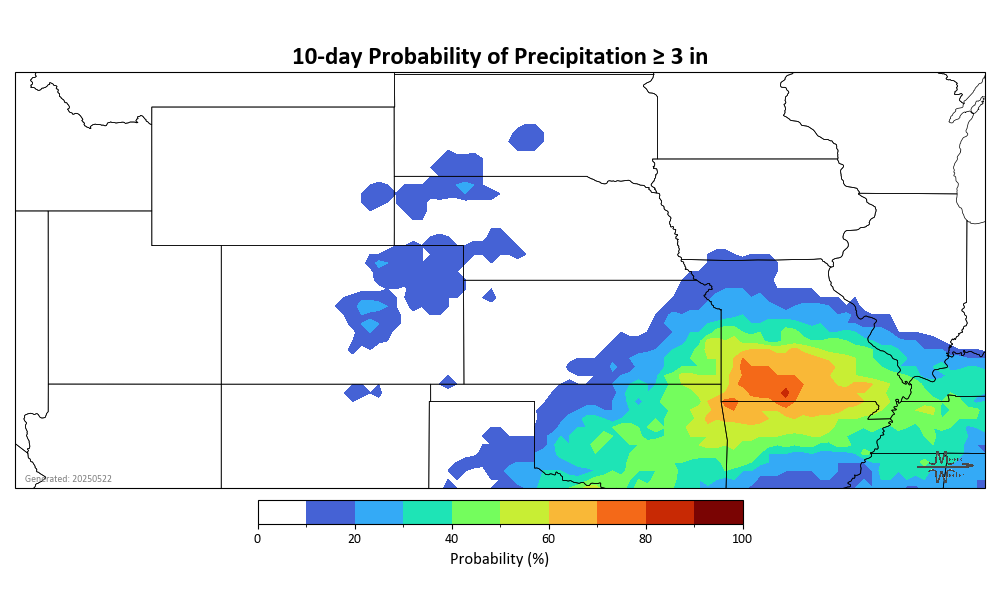 10-day Probability of Precipitation ≥ 3 in
Generated: 20250522
0 20 40 60 80 100
Probability (%)